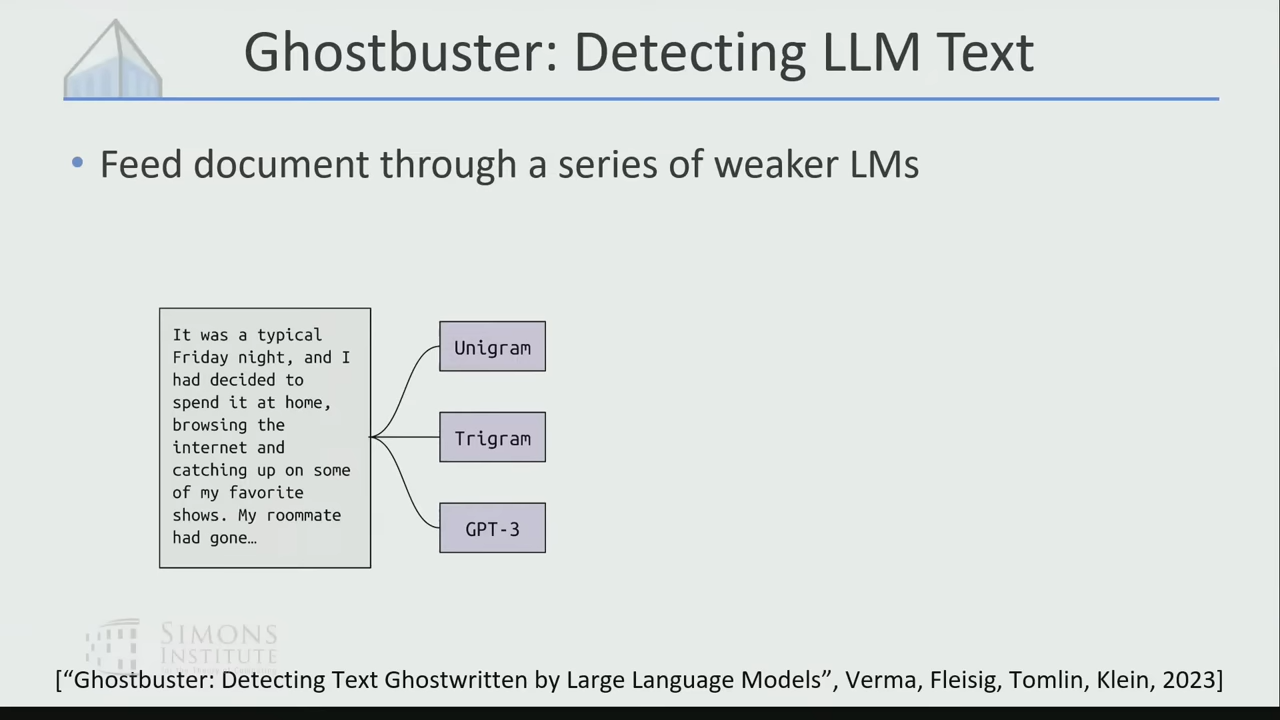 Ghostbuster: Detecting LLM Text
• Feed document through a series of weaker LMs
It was a typical
Friday night, and I
had decided to
spend it at home,
browsing the
internet and
catching up on some
of my favorite
shows. My roommate
had gone…
Unigram
Trigram
GPT-3
SIMONS
INSTITUTE
[“Ghostbuster: Detecting Text Ghostwritten by Large Language Models”, Verma, Fleisig, Tomlin, Klein, 2023]